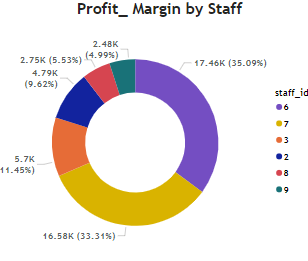 Profit_ Margin by Staff
2.48K
(4.99%)
2.75K (5.53%)
4.79K
(9.62%)
17.46K (35.09%)
5.7K
11.45%)
16.58K (33.31%)
staff_id
6
7
3
2
8
9